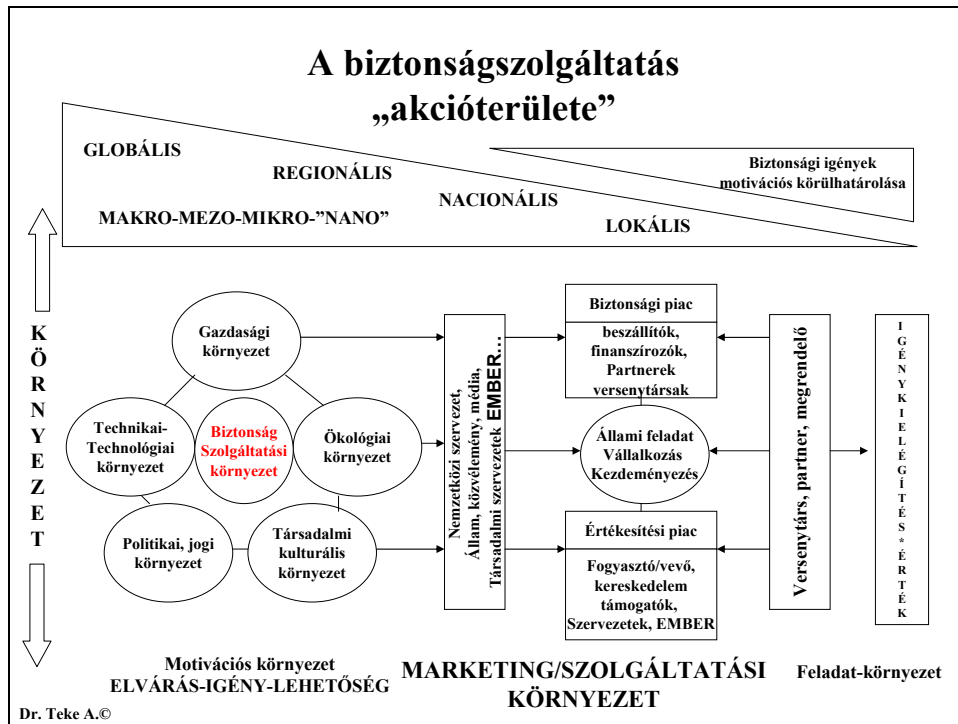 A biztonságszolgáltatás
„akcióterülete”
GLOBÁLIS
REGIONÁLIS
NACIONÁLIS
LOKÁLIS
MAKRO-MEZO-MIKRO-”NANO”
Biztonsági igények
motivációs körülhatárolása
KÖRNYEZET
Gazdasági
környezet
Technikai-
Technológiai
környezet
Biztonság
Szolgáltatási
környezet
Ökológiai
környezet
Politikai, jogi
környezet
Társadalmi
kulturális
környezet
Nemzetközi szervezet,
Állam, közvélemény, média,
Társadalmi szervezetek EMBER…
Biztonsági piac
beszállítók,
finanszírozók,
Partnerek
versenytársak
Állami feladat
Vállalkozás
Kezdeményezés
Értékesítési piac
Fogyasztó/vevő,
kereskedelem
támogatók,
Szervezetek, EMBER
Versenytárs, partner, megrendelő
IGÉNYKIELÉGÍTÉS*ÉRTÉK
Motivációs környezet
ELVÁRÁS-IGÉNY-LEHETŐSÉG
MARKETING/SZOLGÁLTATÁSI
KÖRNYEZET
Feladat-környezet
Dr. Teke A.©